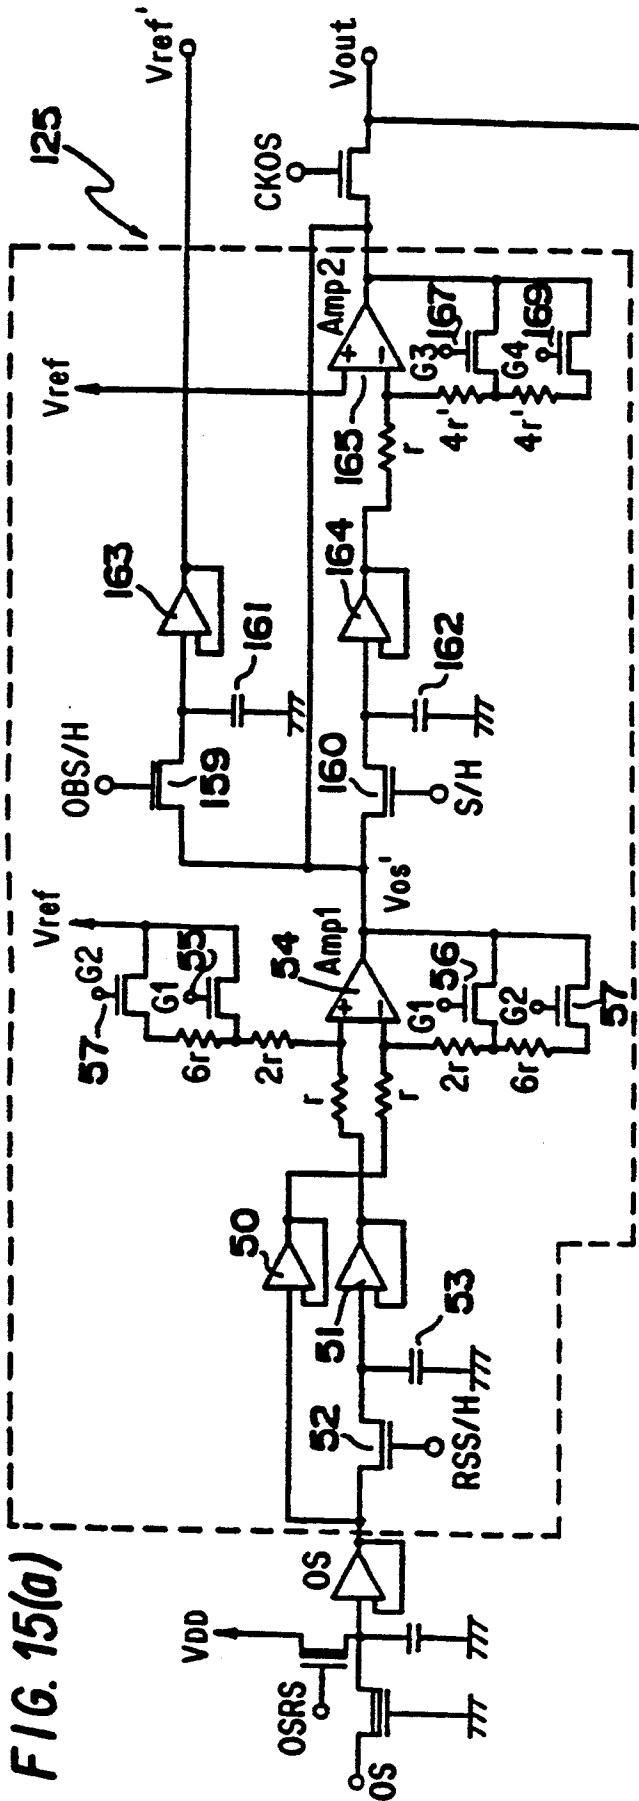 FIG. 15(a)
125
Vref'
Vout
CKOS
Vref
Amp2
+
−
165
G3
167
G4
169
4r'
4r'
r
163
161
164
162
OBS/H
159
160
S/H
Vos'
Vref
G2
57
G1
55
6r
2r
Amp1
54
+
−
r
r
G1
56
G2
57
2r
6r
50
51
53
52
RSS/H
OS
VDD
OSRS
OS